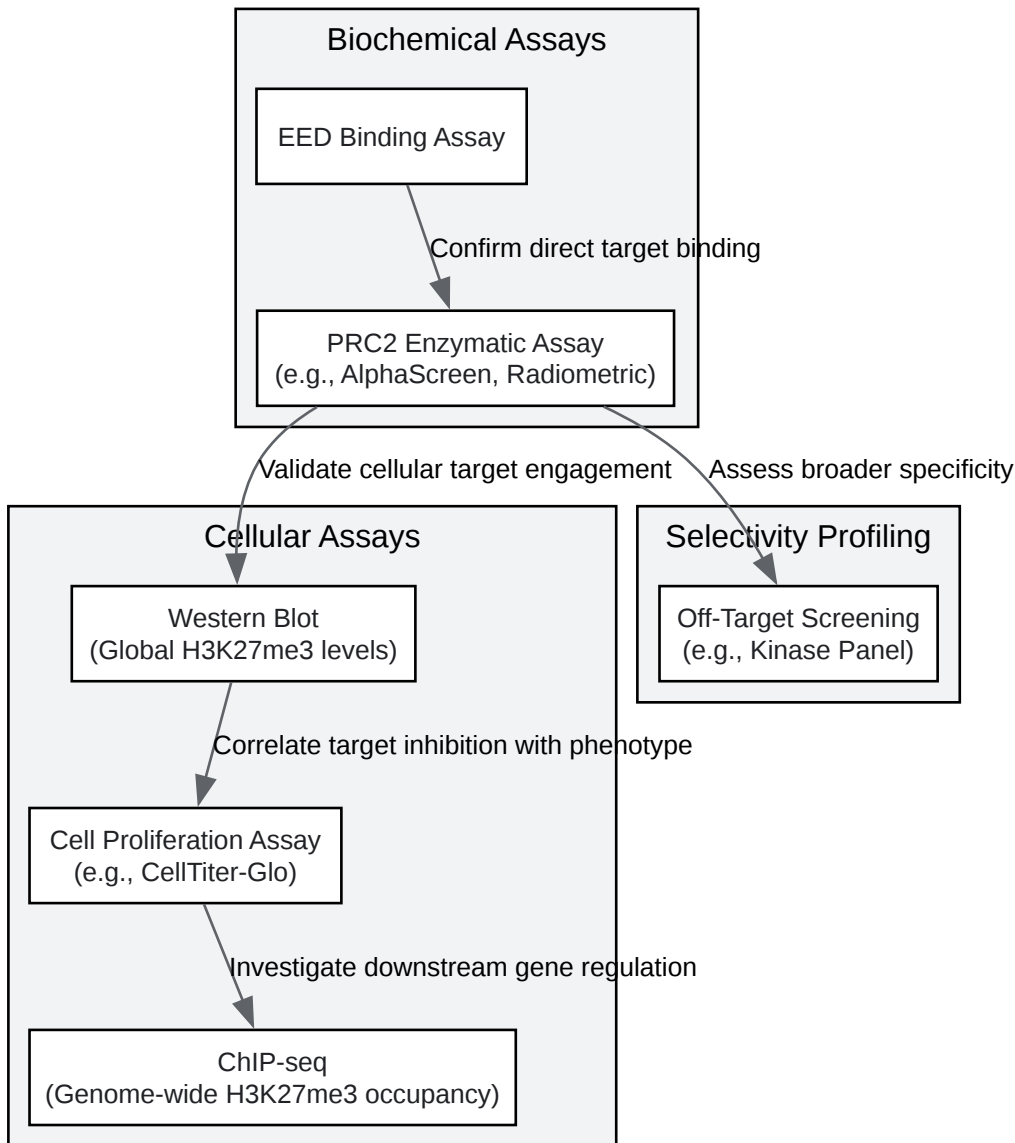 Biochemical Assays
EED Binding Assay
Confirm direct target binding
PRC2 Enzymatic Assay
(e.g., AlphaScreen, Radiometric)
Validate cellular target engagement
Assess broader specificity
Cellular Assays
Selectivity Profiling
Western Blot
(Global H3K27me3 levels)
Off-Target Screening
(e.g., Kinase Panel)
Correlate target inhibition with phenotype
Cell Proliferation Assay
(e.g., CellTiter-Glo)
Investigate downstream gene regulation
ChIP-seq
(Genome-wide H3K27me3 occupancy)